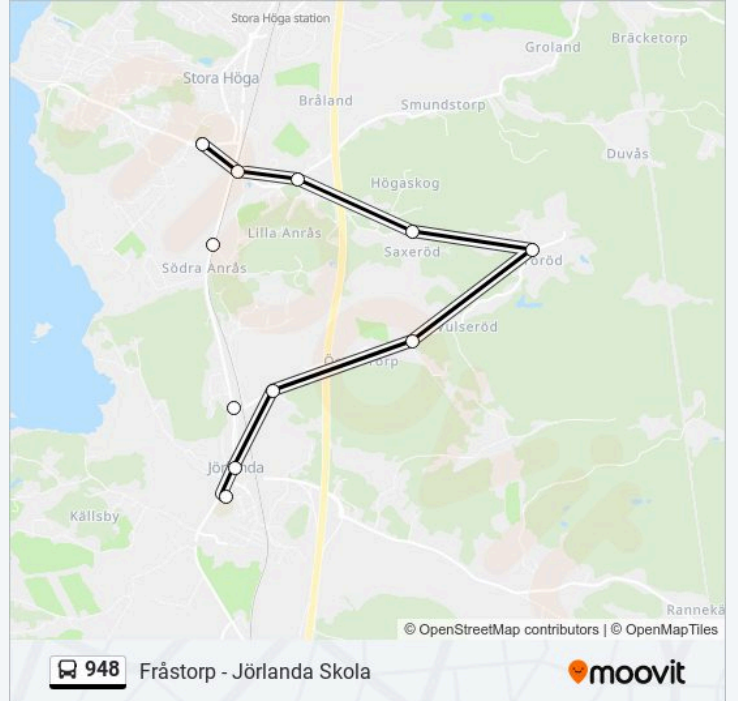 Stora Höga station
Bräcketorp
Groland
Stora Höga
Bråland
Smundstorp
Duvås
Högaskog
Lilla Anrås
Saxeröd
Södra Anrås
Källsby
Rannekä
© OpenStreetMap contributors | © OpenMapTiles
948 Fråstorp - Jörlanda Skola
moovit